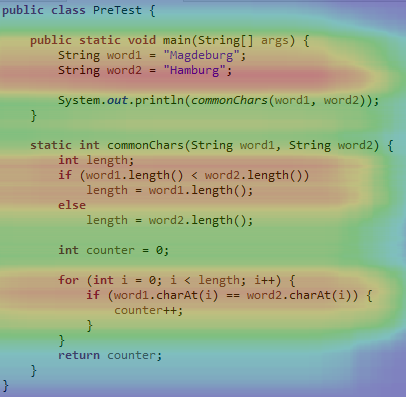 public class PreTest {
    public static void main(String[] args) {
        String word1 = "Magdeburg";
        String word2 = "Hamburg";
        System.out.println(commonChars(word1, word2));
    }
    static int commonChars(String word1, String word2) {
        int length;
        if (word1.length() < word2.length())
            length = word1.length();
        else
            length = word2.length();
        int counter = 0;
        for (int i = 0; i < length; i++) {
            if (word1.charAt(i) == word2.charAt(i)) {
                counter++;
            }
        }
        return counter;
    }
}